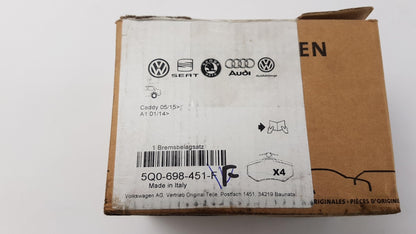 EN
SEAT
Audi
Caddy 05/15>
A1 01/14>
1 Bremsbelagsatz
5Q0-698-451-F F
Made in Italy
X4
Volkswagen AG, Vertrieb Original Teile, Postfach 1451, 34219 Baunatal
ORIGINALES • PIÈCES D'ORIGIN